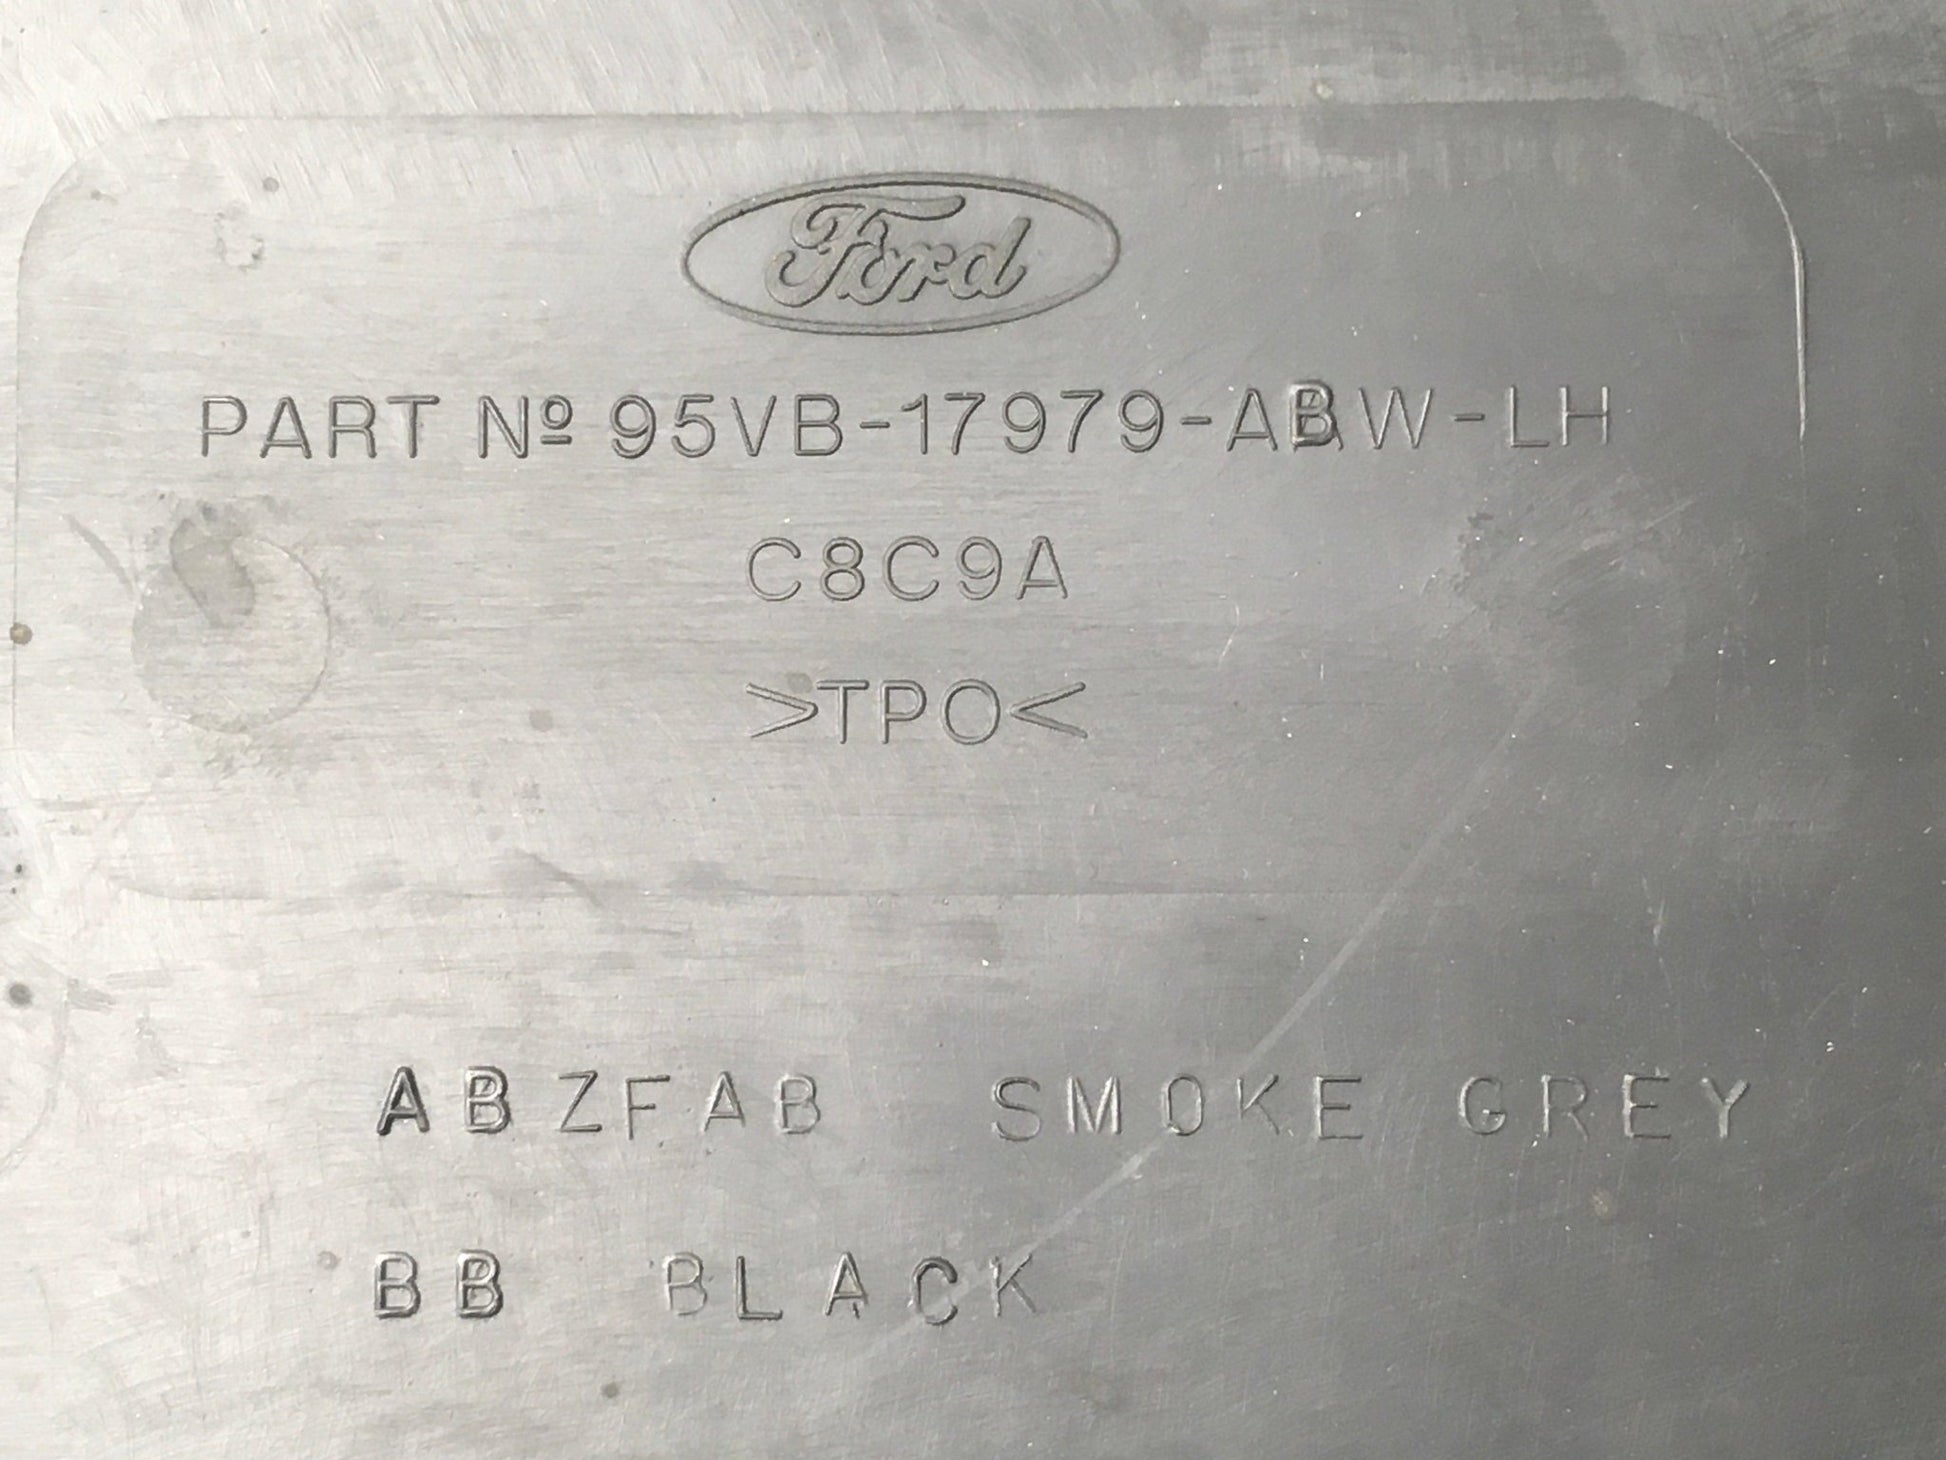 Ford
PART Nº 95VB-17979-ABW-LH
C8C9A
>TPO<
ABZFAB SMOKE GREY
BB BLACK